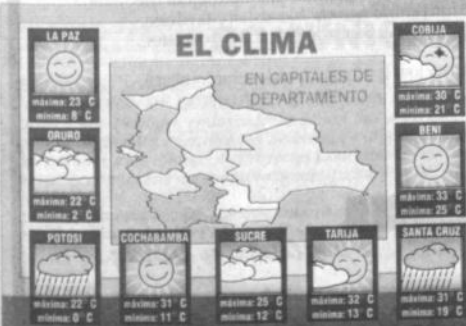 EL CLIMA
EN CAPITALES DE
DEPARTAMENTO
LA PAZ
máxima: 23° C
mínima: 8° C
ORURO
máxima: 22° C
mínima: 2° C
POTOSI
máxima: 22° C
mínima: 0° C
COCHABAMBA
máxima: 31° C
mínima: 11° C
SUCRE
máxima: 25° C
mínima: 12° C
TARIJA
máxima: 32° C
mínima: 13° C
COBIJA
máxima: 30° C
mínima: 21° C
BENI
máxima: 33° C
mínima: 25° C
SANTA CRUZ
máxima: 31° C
mínima: 19° C